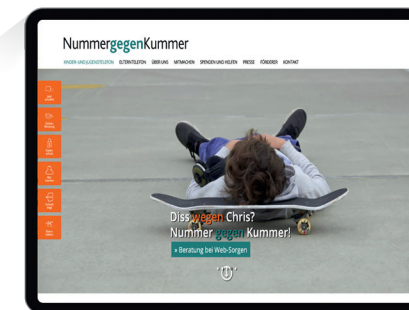 NummergegenKummer
KINDER- UND JUGENDTELEFON ELTERNTELEFON ÜBER UNS MITMACHEN SPENDEN UND HELFEN PRESSE FÖRDERER KONTAKT
Diss wegen Chris?
Nummer gegen Kummer!
» Beratung bei Web-Sorgen